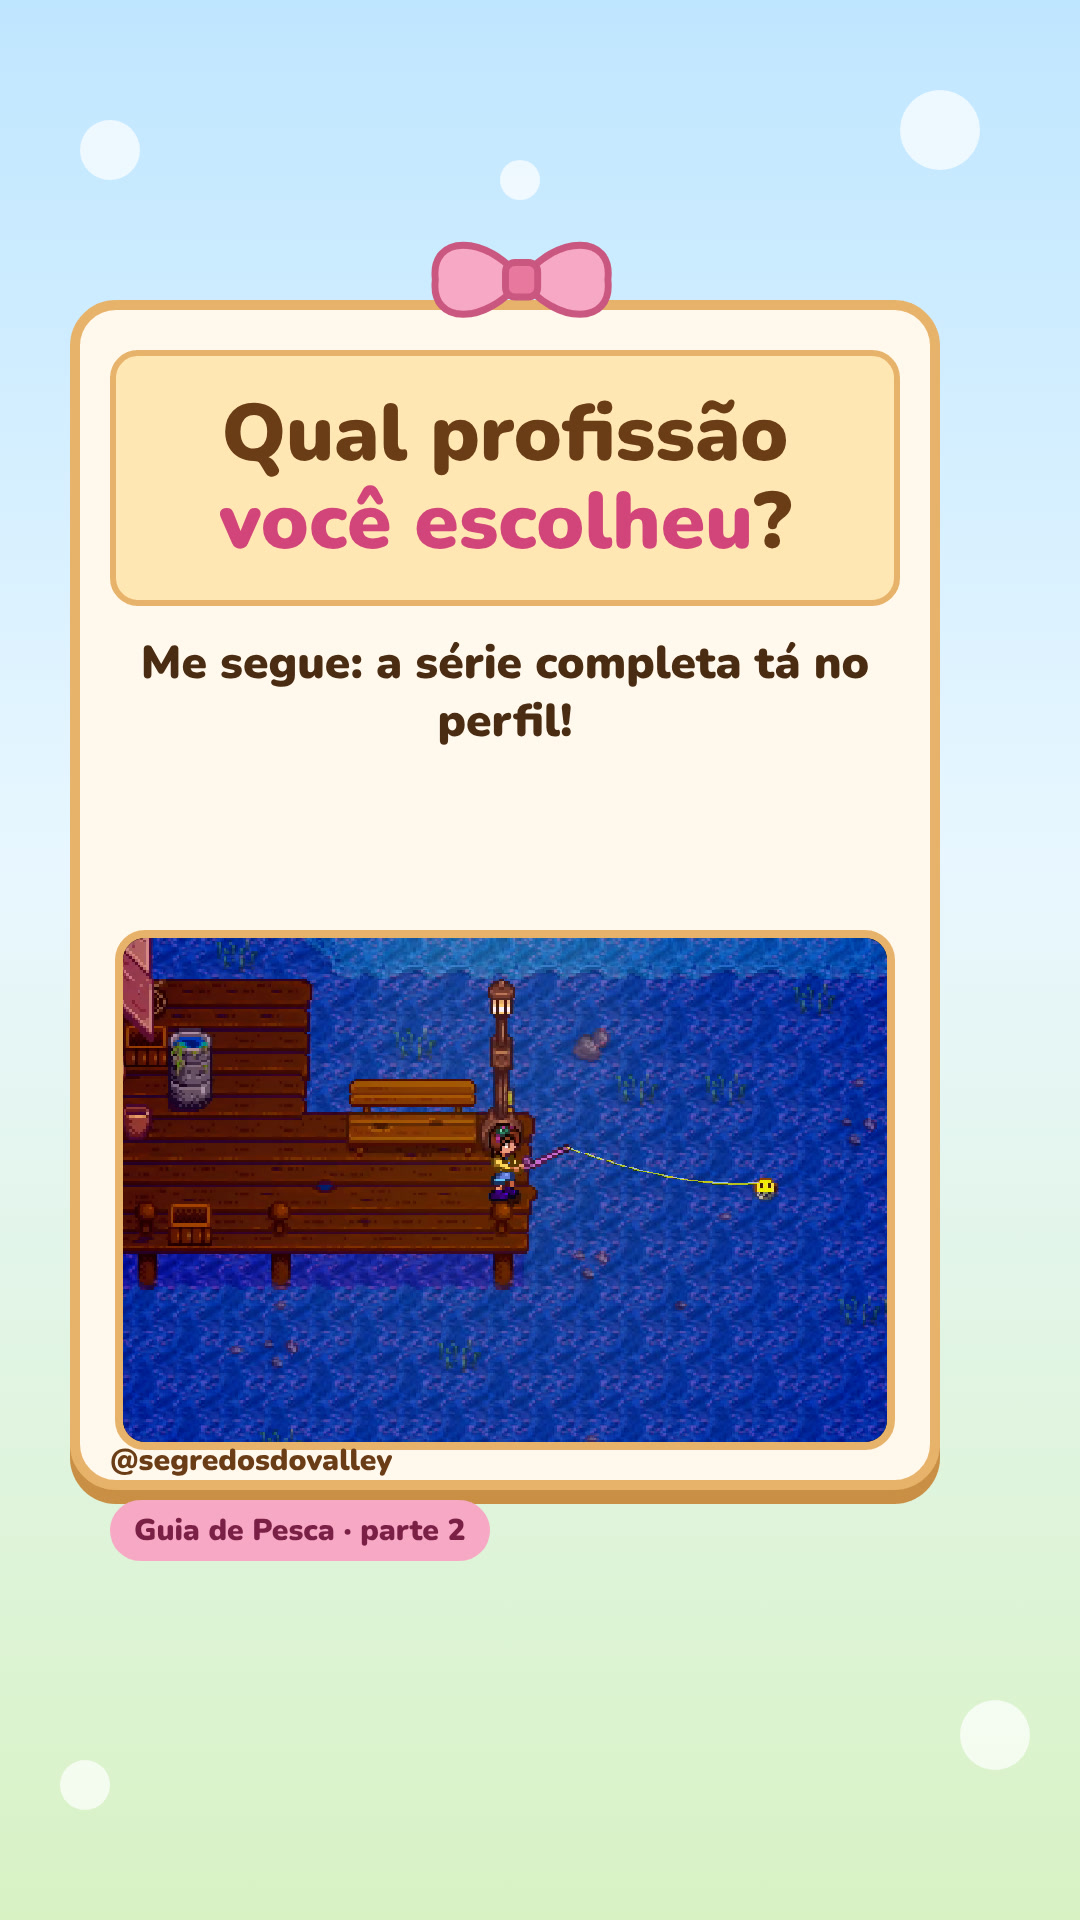 Qual profissão
você escolheu?
Me segue: a série completa tá no
perfil!
@segredosdovalley
Guia de Pesca · parte 2